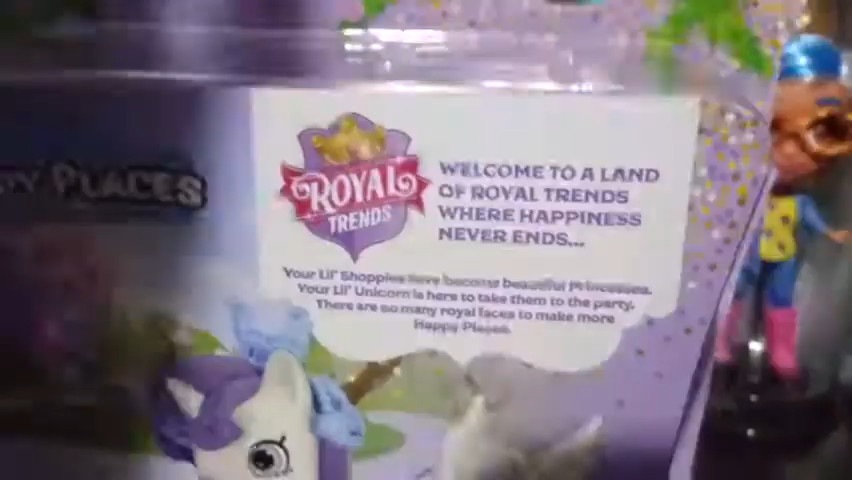 PY PLACES
ROYAL
TRENDS
WELCOME TO A LAND
OF ROYAL TRENDS
WHERE HAPPINESS
NEVER ENDS...
Your Lil' Shoppies have become beautiful Princesses.
Your Lil' Unicorn is here to take them to the party.
There are so many royal faces to make more
Happy Places.